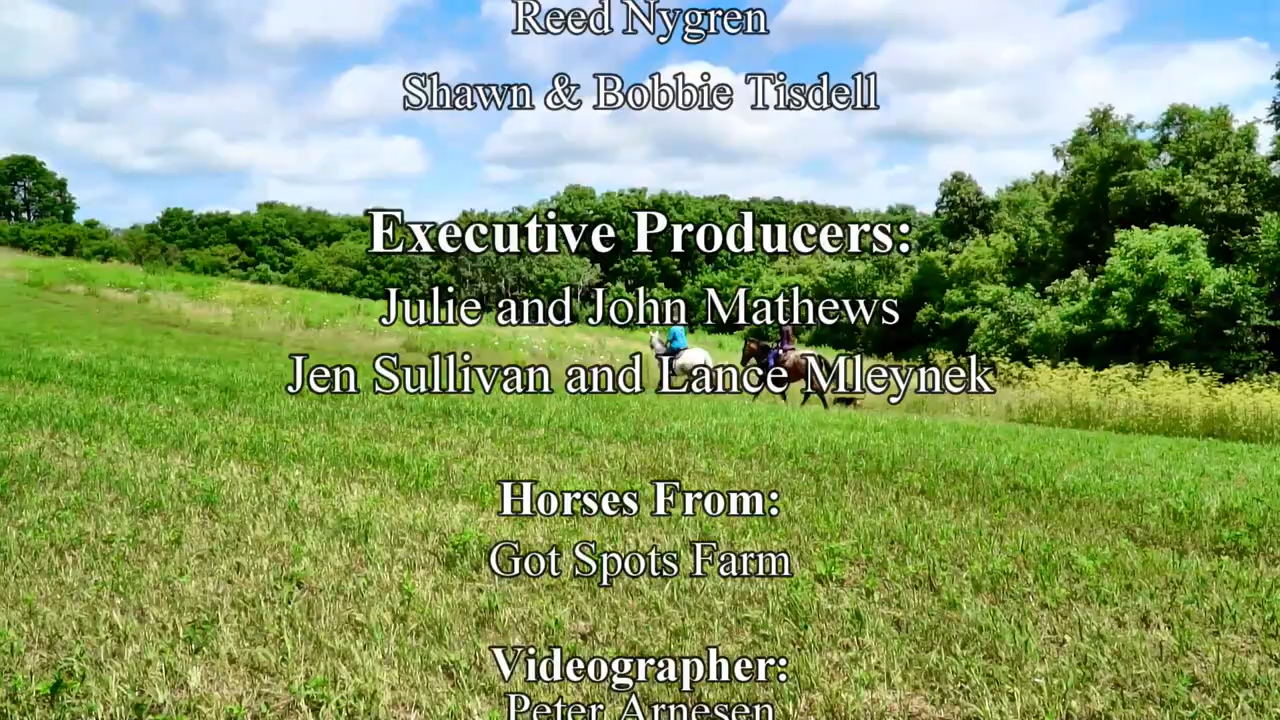 Reed Nygren
Shawn & Bobbie Tisdell
Executive Producers:
Julie and John Mathews
Jen Sullivan and Lance Mleynek
Horses From:
Got Spots Farm
Videographer:
Peter Arnesen